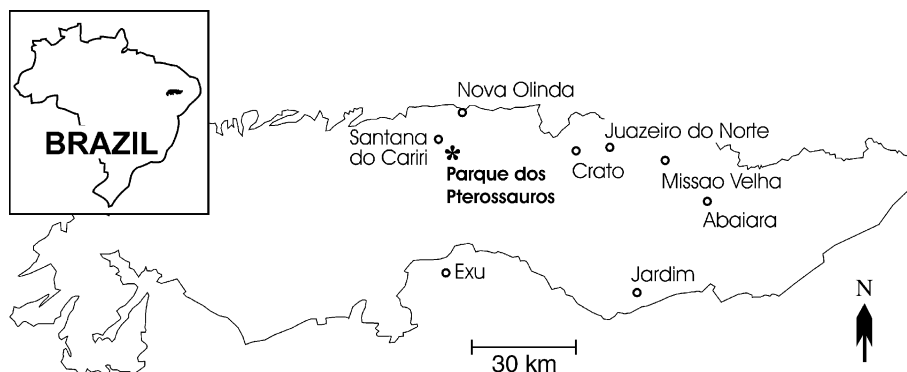 BRAZIL
Nova Olinda
Santana
do Cariri
Parque dos
Pterossauros
Crato
Juazeiro do Norte
Missao Velha
Abaiara
Exu
Jardim
30 km
N